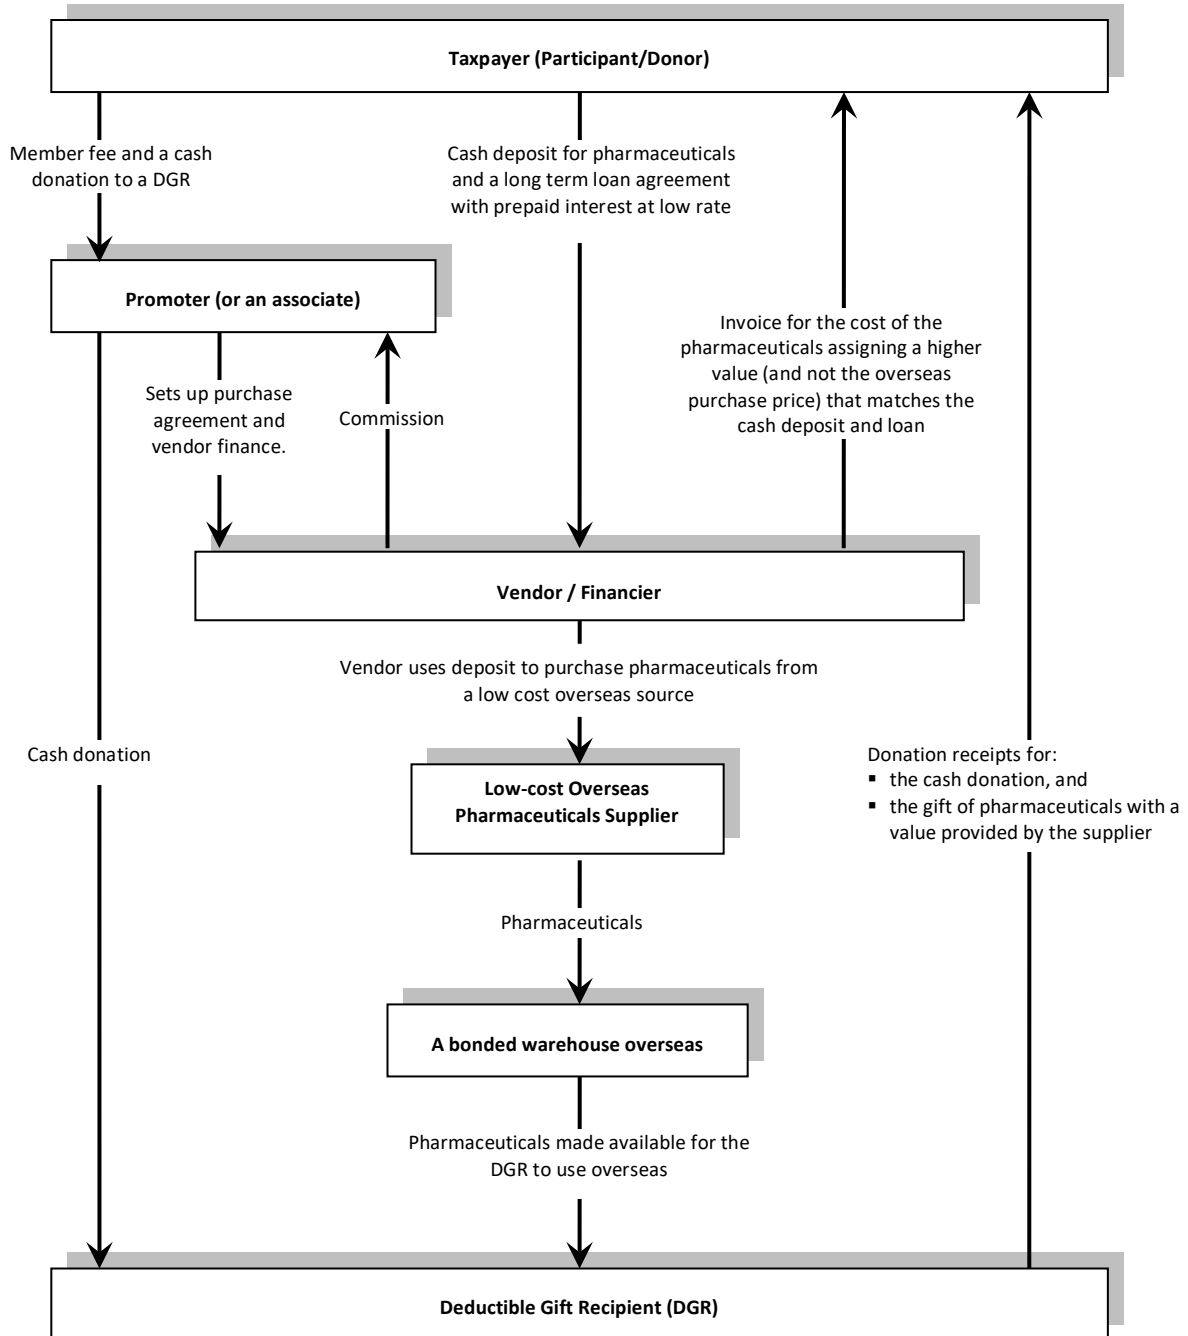 Taxpayer (Participant/Donor)
Member fee and a cash
donation to a DGR
Cash deposit for pharmaceuticals
and a long term loan agreement
with prepaid interest at low rate
Promoter (or an associate)
Invoice for the cost of the
pharmaceuticals assigning a higher
value (and not the overseas
purchase price) that matches the
cash deposit and loan
Sets up purchase
agreement and
vendor finance.
Commission
Vendor / Financier
Vendor uses deposit to purchase pharmaceuticals from
a low cost overseas source
Cash donation
Donation receipts for:
▪ the cash donation, and
▪ the gift of pharmaceuticals with a
value provided by the supplier
Low-cost Overseas
Pharmaceuticals Supplier
Pharmaceuticals
A bonded warehouse overseas
Pharmaceuticals made available for the
DGR to use overseas
Deductible Gift Recipient (DGR)